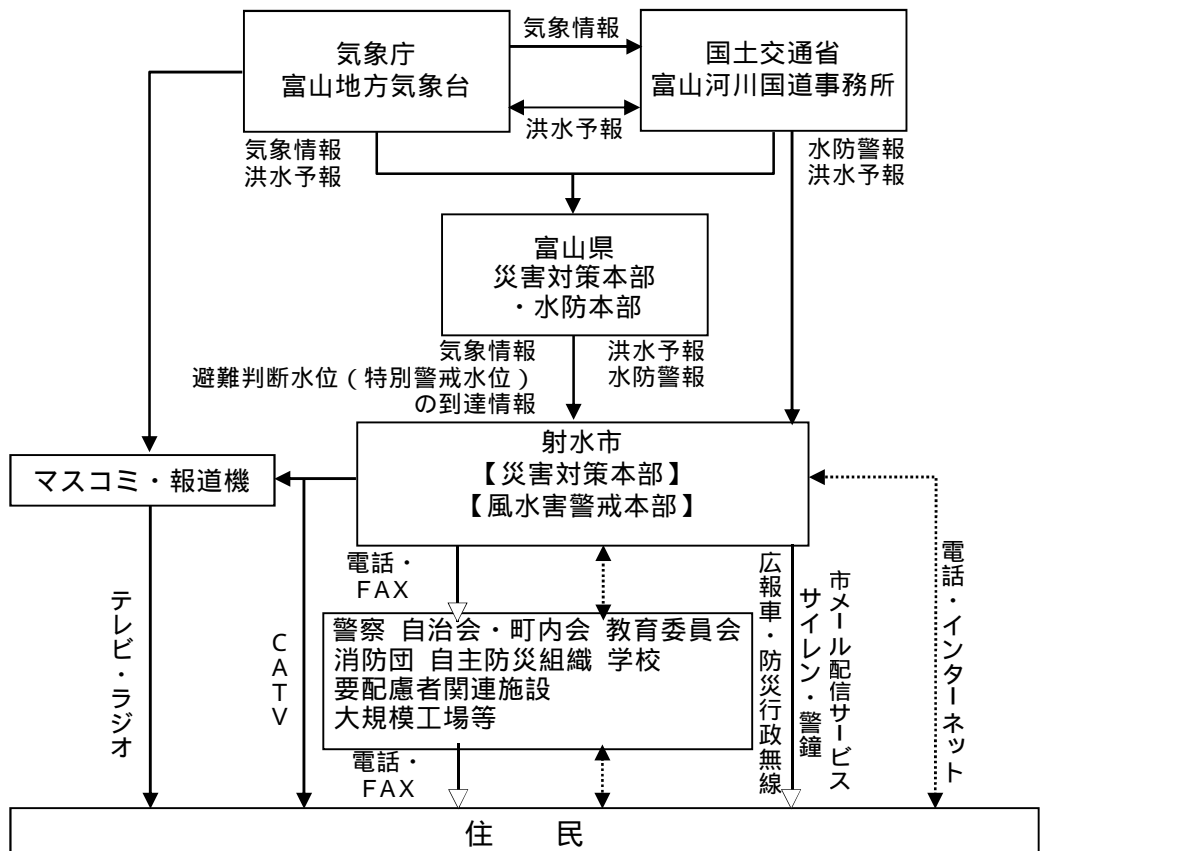 気象庁
富山地方気象台
気象情報
国土交通省
富山河川国道事務所
洪水予報
気象情報
洪水予報
水防警報
洪水予報
富山県
災害対策本部
・水防本部
気象情報
避難判断水位（特別警戒水位）
の到達情報
洪水予報
水防警報
射水市
【災害対策本部】
【風水害警戒本部】
マスコミ・報道機
電話・
FAX
警察 自治会・町内会 教育委員会
消防団 自主防災組織 学校
要配慮者関連施設
大規模工場等
電話・
FAX
テレビ・ラジオ
CATV
広報車・防災行政無線
サイレン・警鐘
市メール配信サービス
電話・インターネット
住　　民